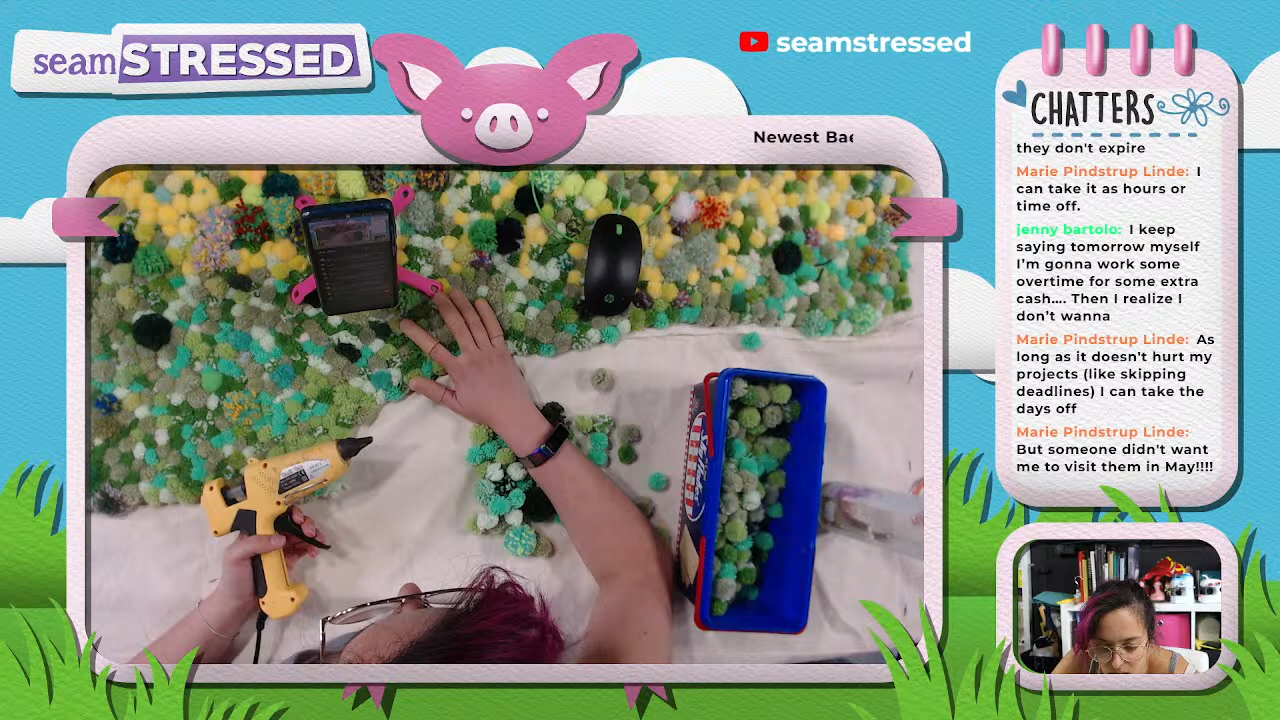 seamSTRESSED
seamstressed
Newest Bae
CHATTERS
they don't expire
Marie Pindstrup Linde: I
can take it as hours or
time off.
jenny bartolo: I keep
saying tomorrow myself
I'm gonna work some
overtime for some extra
cash.... Then I realize I
don't wanna
Marie Pindstrup Linde: As
long as it doesn't hurt my
projects (like skipping
deadlines) I can take the
days off
Marie Pindstrup Linde:
But someone didn't want
me to visit them in May!!!!